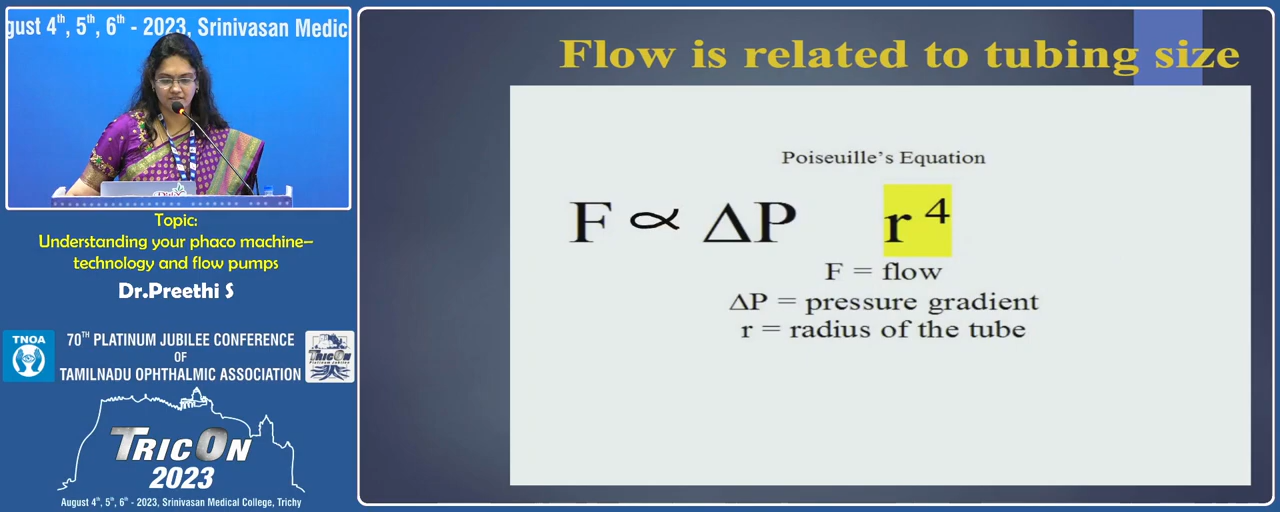 gust 4th, 5th, 6th - 2023, Srinivasan Medic
Topic:
Understanding your phaco machine–
technology and flow pumps
Dr.Preethi S
TNOA
70TH PLATINUM JUBILEE CONFERENCE
OF
TAMILNADU OPHTHALMIC ASSOCIATION
TRICON
TRICON
2023
August 4th, 5th, 6th - 2023, Srinivasan Medical College, Trichy
Flow is related to tubing size
Poiseuille's Equation
F ∝ ΔP r 4
F = flow
ΔP = pressure gradient
r = radius of the tube